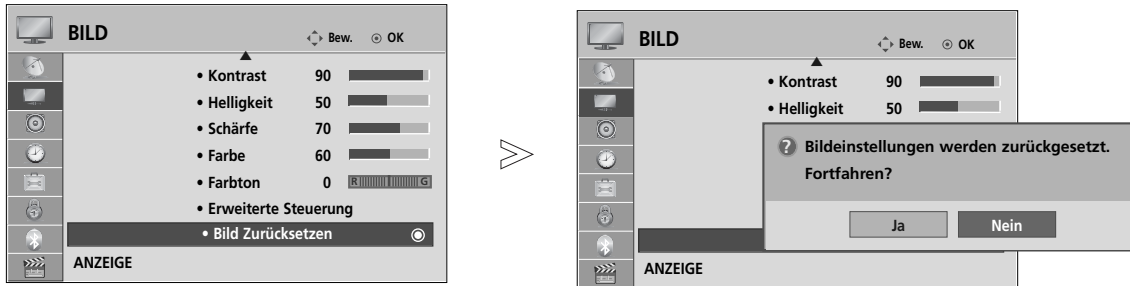 BILD
Bew. OK
• Kontrast 90
• Helligkeit 50
• Schärfe 70
• Farbe 60
• Farbton 0 R G
• Erweiterte Steuerung
• Bild Zurücksetzen
ANZEIGE
BILD
Bew. OK
• Kontrast 90
• Helligkeit 50
? Bildeinstellungen werden zurückgesetzt.
Fortfahren?
Ja Nein
ANZEIGE